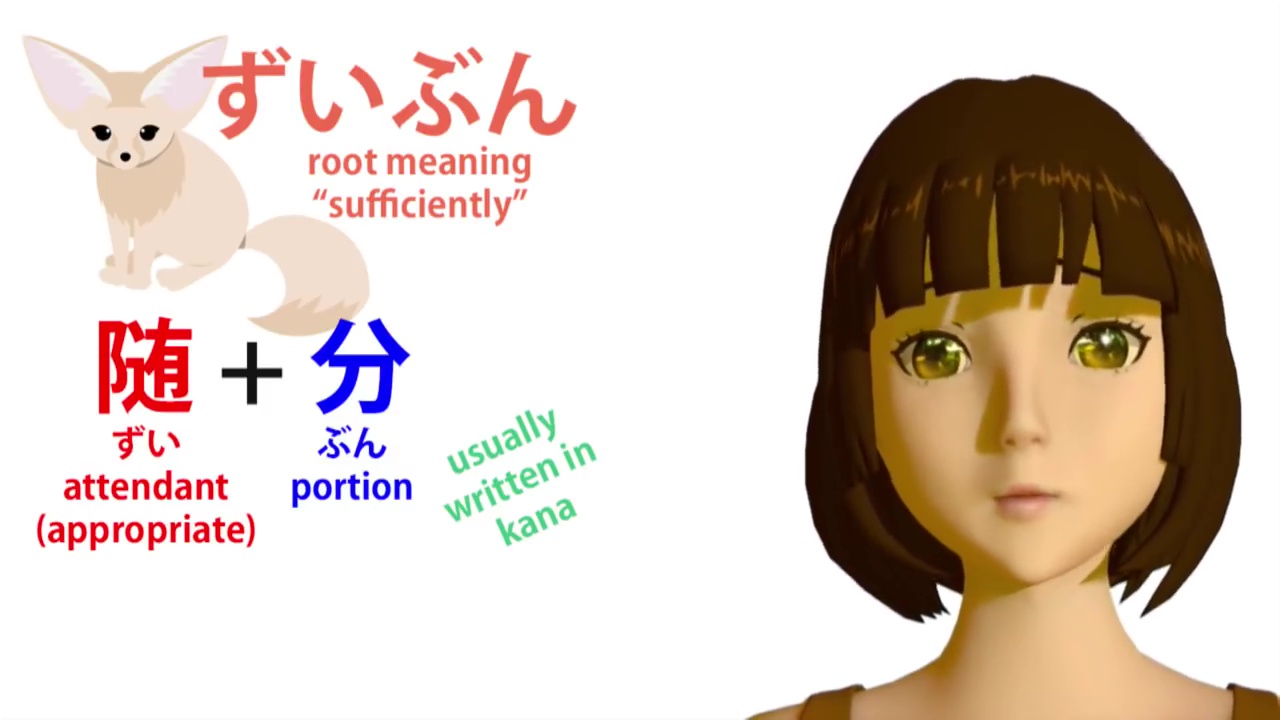 ずいぶん
root meaning
“sufficiently”
随 + 分
ずい ぶん
attendant portion
(appropriate)
usually
written in
kana